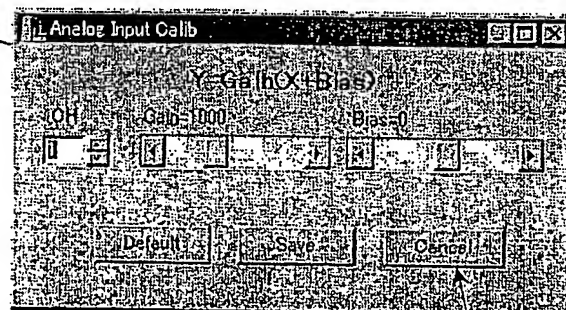 Analog Input Calib
Y=Gain(X+Bias)
CH Gain=1000 Bias=0
1
Default Save Cancel